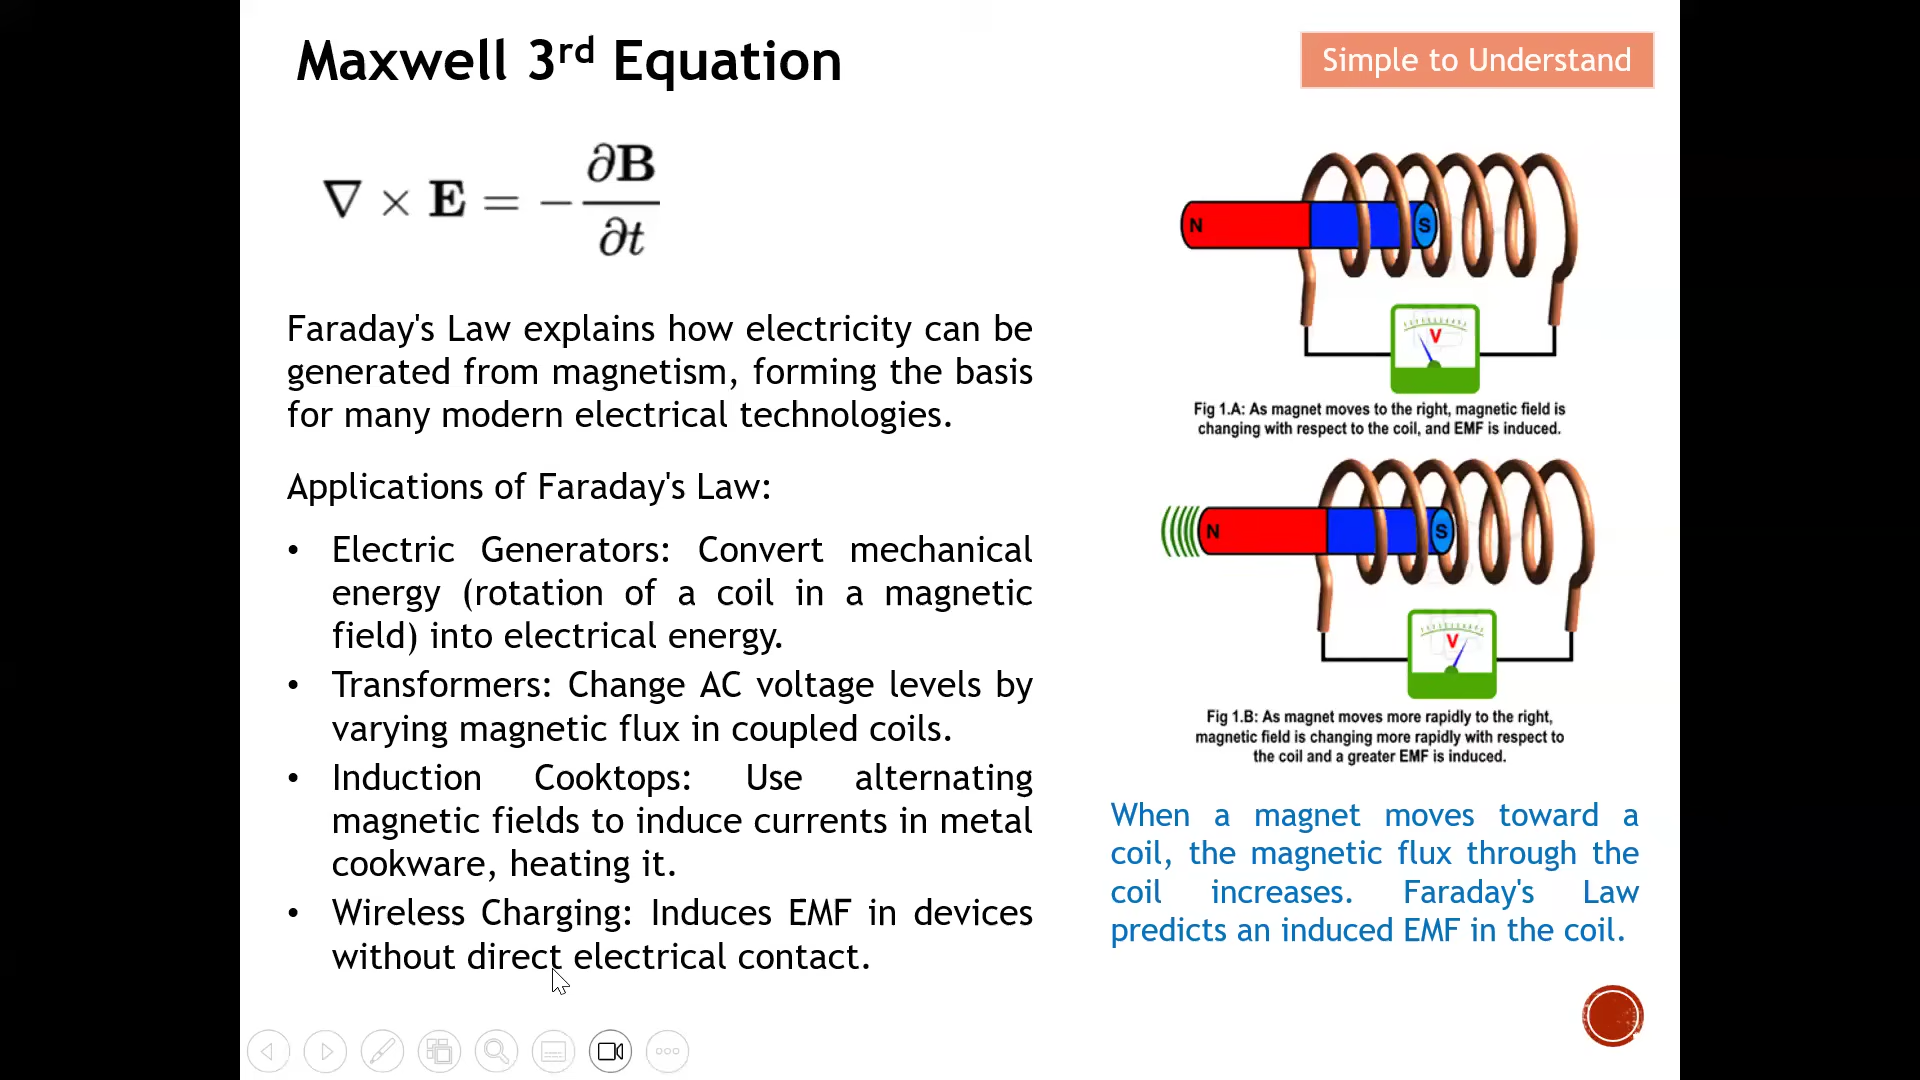 Maxwell 3rd Equation
Simple to Understand
∇ × E = −∂B/∂t
Faraday's Law explains how electricity can be
generated from magnetism, forming the basis
for many modern electrical technologies.
Applications of Faraday's Law:
• Electric Generators: Convert mechanical
energy (rotation of a coil in a magnetic
field) into electrical energy.
• Transformers: Change AC voltage levels by
varying magnetic flux in coupled coils.
• Induction Cooktops: Use alternating
magnetic fields to induce currents in metal
cookware, heating it.
• Wireless Charging: Induces EMF in devices
without direct electrical contact.
N
S
V
Fig 1.A: As magnet moves to the right, magnetic field is
changing with respect to the coil, and EMF is induced.
N
S
V
Fig 1.B: As magnet moves more rapidly to the right,
magnetic field is changing more rapidly with respect to
the coil and a greater EMF is induced.
When a magnet moves toward a
coil, the magnetic flux through the
coil increases. Faraday's Law
predicts an induced EMF in the coil.